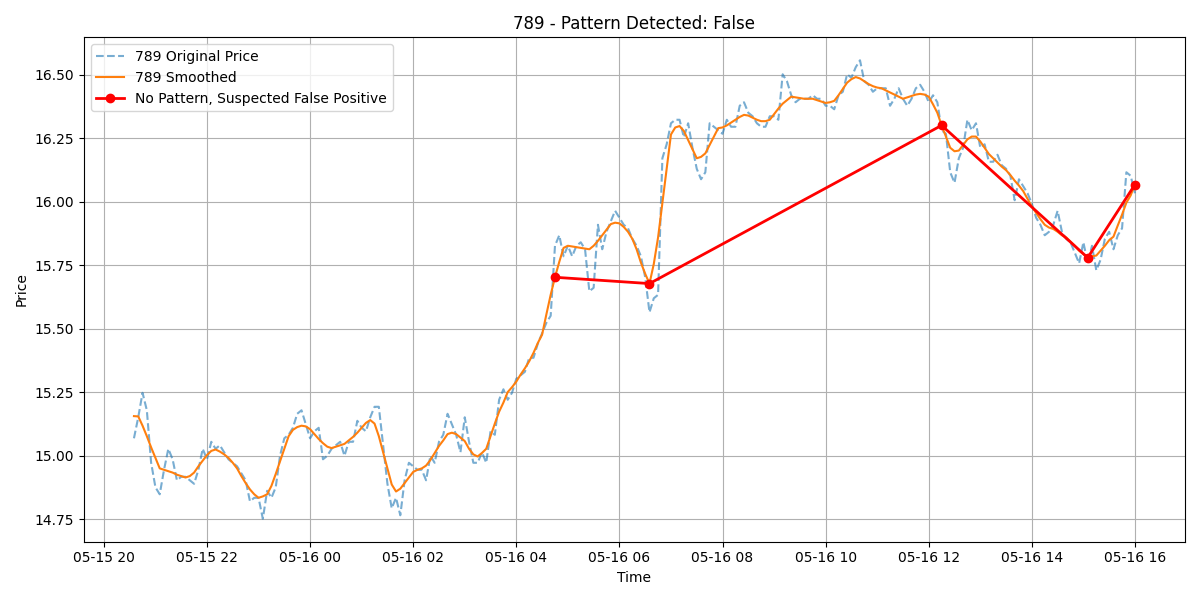 789 - Pattern Detected: False
789 Original Price
789 Smoothed
No Pattern, Suspected False Positive
Price
16.50
16.25
16.00
15.75
15.50
15.25
15.00
14.75
05-15 20 05-15 22 05-16 00 05-16 02 05-16 04 05-16 06 05-16 08 05-16 10 05-16 12 05-16 14 05-16 16
Time